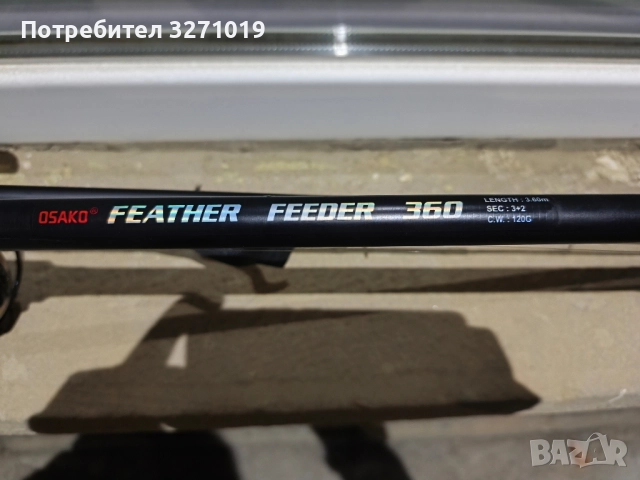 Потребител 3271019
OSAKO® FEATHER FEEDER 360
LENGTH : 3.60m
SEC : 3+2
C.W. : 120G
BAZAR